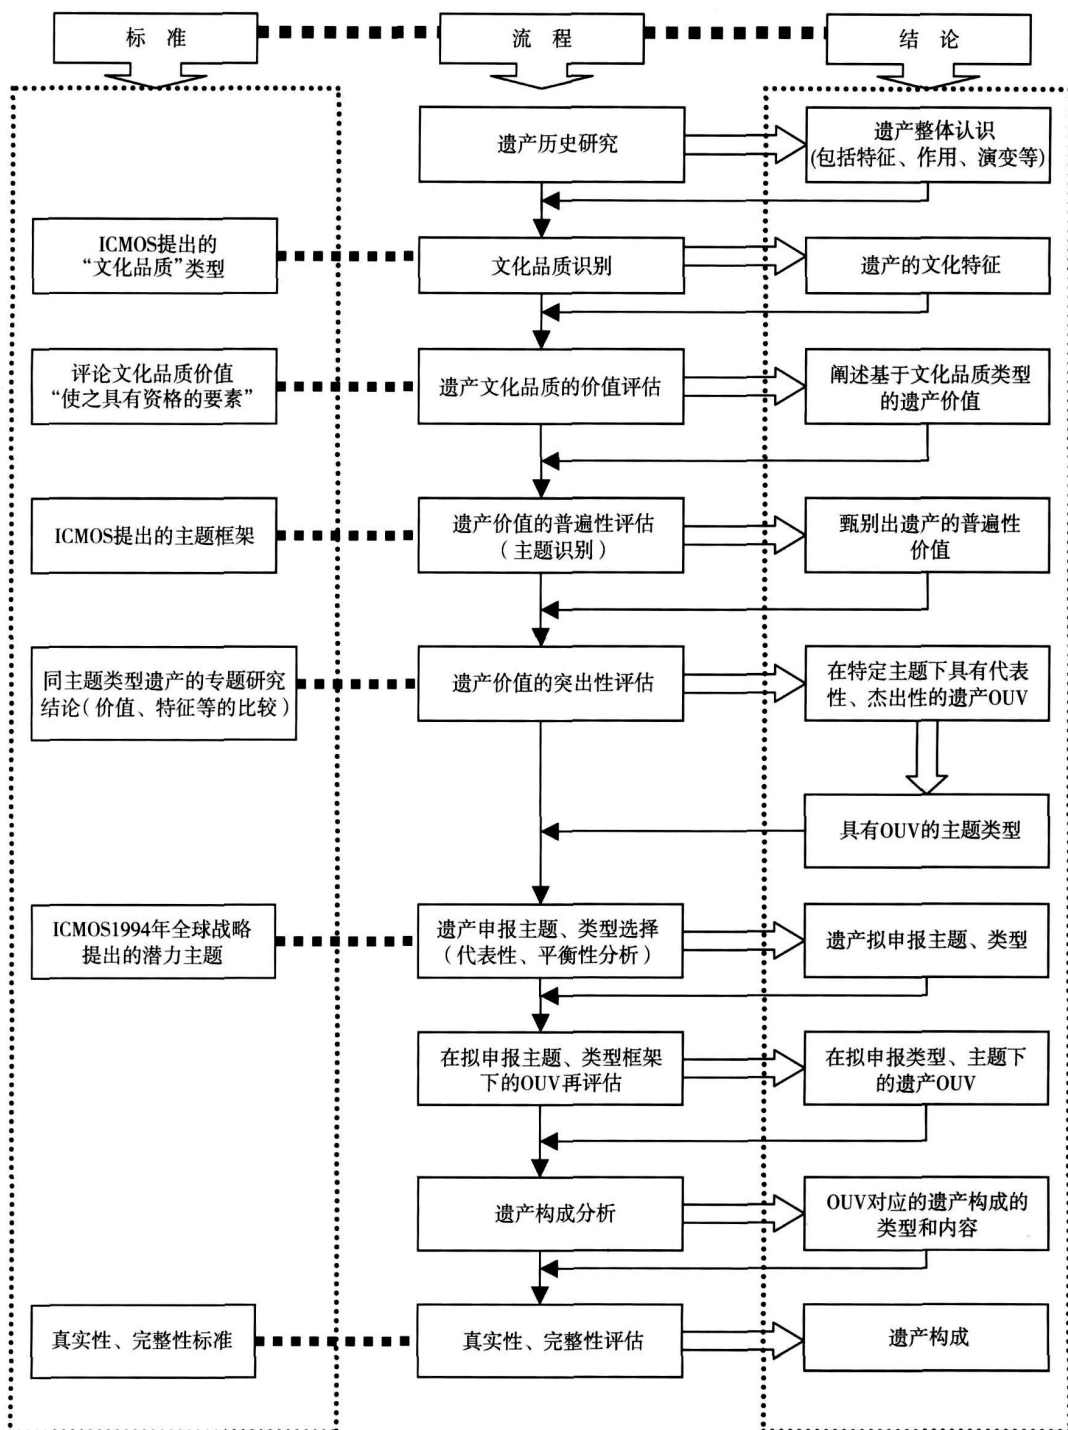 标 准
流 程
结 论
遗产历史研究
遗产整体认识
(包括特征、作用、演变等)
ICMOS提出的
“文化品质”类型
文化品质识别
遗产的文化特征
评论文化品质价值
“使之具有资格的要素”
遗产文化品质的价值评估
阐述基于文化品质类型
的遗产价值
ICMOS提出的主题框架
遗产价值的普遍性评估
(主题识别)
甄别出遗产的普遍性
价值
同主题类型遗产的专题研究
结论(价值、特征等的比较)
遗产价值的突出性评估
在特定主题下具有代表
性、杰出性的遗产OUV
具有OUV的主题类型
ICMOS1994年全球战略
提出的潜力主题
遗产申报主题、类型选择
(代表性、平衡性分析)
遗产拟申报主题、类型
在拟申报主题、类型框架
下的OUV再评估
在拟申报类型、主题下
的遗产OUV
遗产构成分析
OUV对应的遗产构成的
类型和内容
真实性、完整性标准
真实性、完整性评估
遗产构成